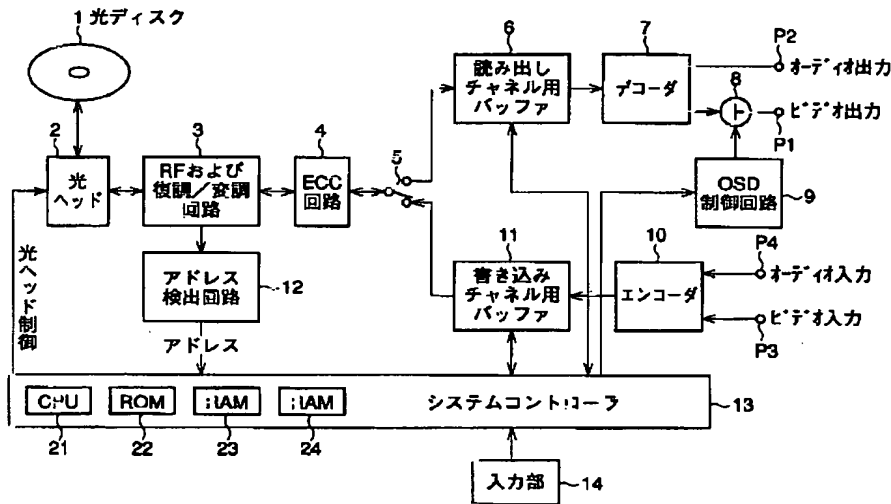 1 光ディスク
2
光
ヘッド
3
RFおよび
復調/変調
回路
4
ECC
回路
5
6
読み出し
チャネル用
バッファ
7
デコーダ
P2
オーディオ出力
8
ビデオ出力
P1
OSD
制御回路
9
光ヘッド制御
アドレス
検出回路
12
アドレス
11
書き込み
チャネル用
バッファ
10
エンコーダ
P4
オーディオ入力
ビデオ入力
P3
CPU
ROM
RAM
RAM
システムコントローラ
13
21
22
23
24
入力部
14